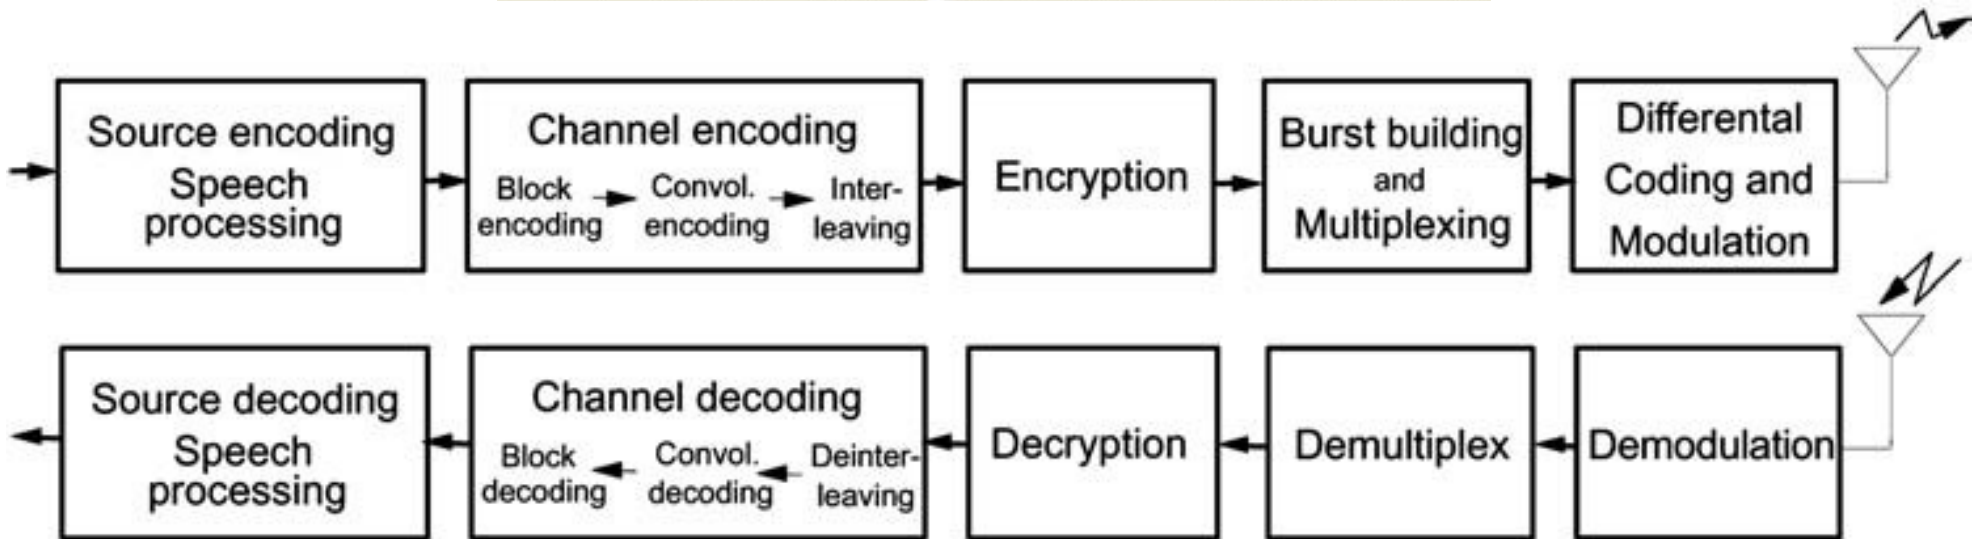 Source encoding
Speech
processing
Channel encoding
Block
encoding
Convol.
encoding
Inter-
leaving
Encryption
Burst building
and
Multiplexing
Differental
Coding and
Modulation
Source decoding
Speech
processing
Channel decoding
Block
decoding
Convol.
decoding
Deinter-
leaving
Decryption
Demultiplex
Demodulation